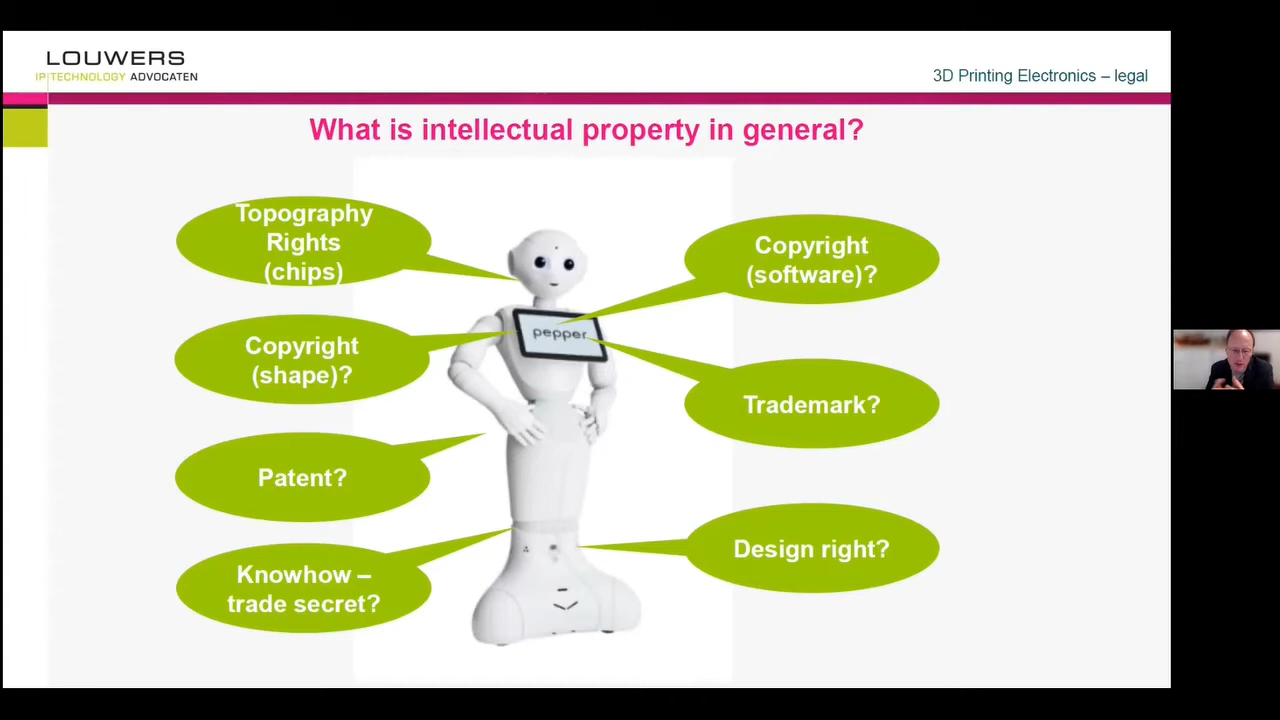 LOUWERS
IP TECHNOLOGY ADVOCATEN
3D Printing Electronics – legal
What is intellectual property in general?
Topography
Rights
(chips)
Copyright
(shape)?
Patent?
Knowhow –
trade secret?
pepper
Copyright
(software)?
Trademark?
Design right?